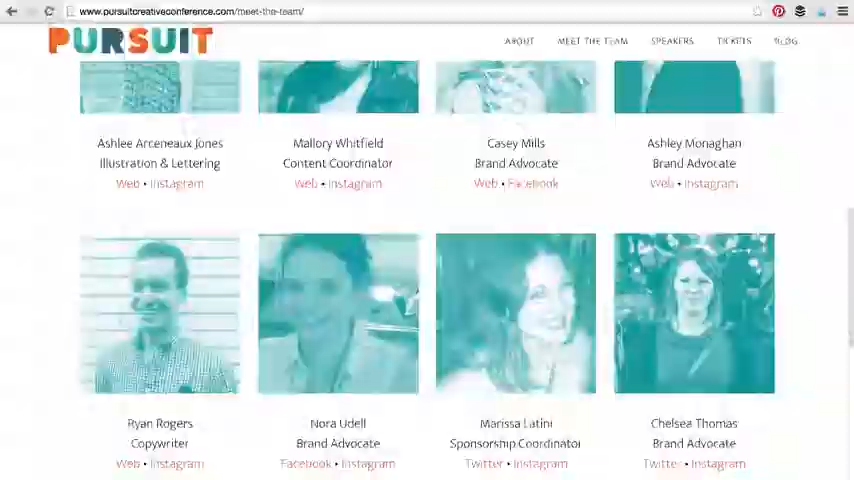 www.pursuitcreativeconference.com/meet-the-team/
PURSUIT
ABOUT MEET THE TEAM SPEAKERS TICKETS BLOG
Ashlee Arceneaux Jones Mallory Whitfield Casey Mills Ashley Monaghan
Illustration & Lettering Content Coordinator Brand Advocate Brand Advocate
Web • Instagram Web • Instagram Web • Facebook Web • Instagram
Ryan Rogers Nora Udell Marissa Latini Chelsea Thomas
Copywriter Brand Advocate Sponsorship Coordinator Brand Advocate
Web • Instagram Facebook • Instagram Twitter • Instagram Twitter • Instagram